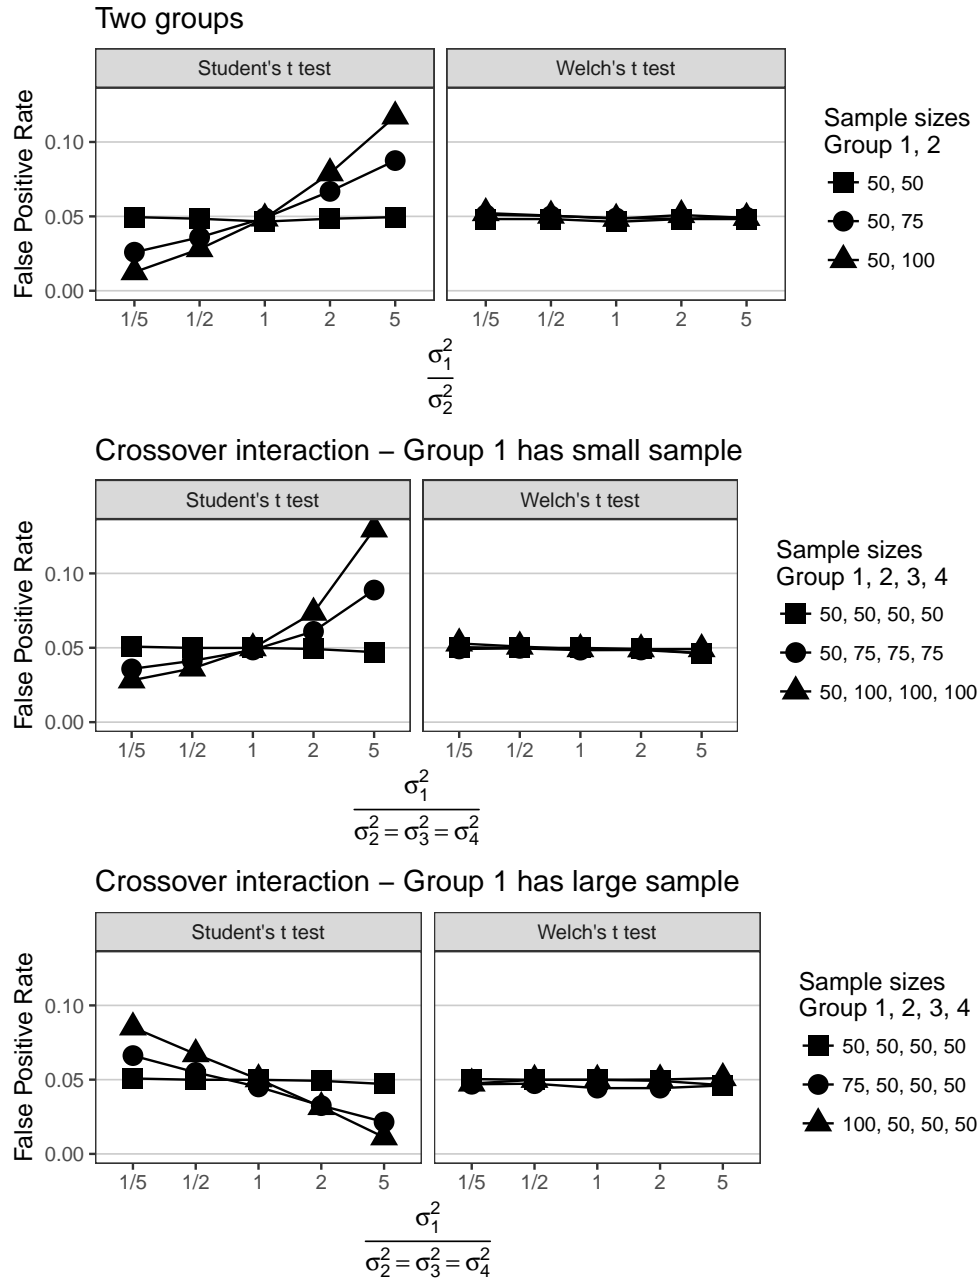 Two groups
Student's t test
Welch's t test
False Positive Rate
0.10
0.05
0.00
1/5 1/2 1 2 5
1/5 1/2 1 2 5
σ₁²
σ₂²
Sample sizes
Group 1, 2
50, 50
50, 75
50, 100
Crossover interaction − Group 1 has small sample
Student's t test
Welch's t test
False Positive Rate
0.10
0.05
0.00
1/5 1/2 1 2 5
1/5 1/2 1 2 5
σ₁²
σ₂² = σ₃² = σ₄²
Sample sizes
Group 1, 2, 3, 4
50, 50, 50, 50
50, 75, 75, 75
50, 100, 100, 100
Crossover interaction − Group 1 has large sample
Student's t test
Welch's t test
False Positive Rate
0.10
0.05
0.00
1/5 1/2 1 2 5
1/5 1/2 1 2 5
σ₁²
σ₂² = σ₃² = σ₄²
Sample sizes
Group 1, 2, 3, 4
50, 50, 50, 50
75, 50, 50, 50
100, 50, 50, 50